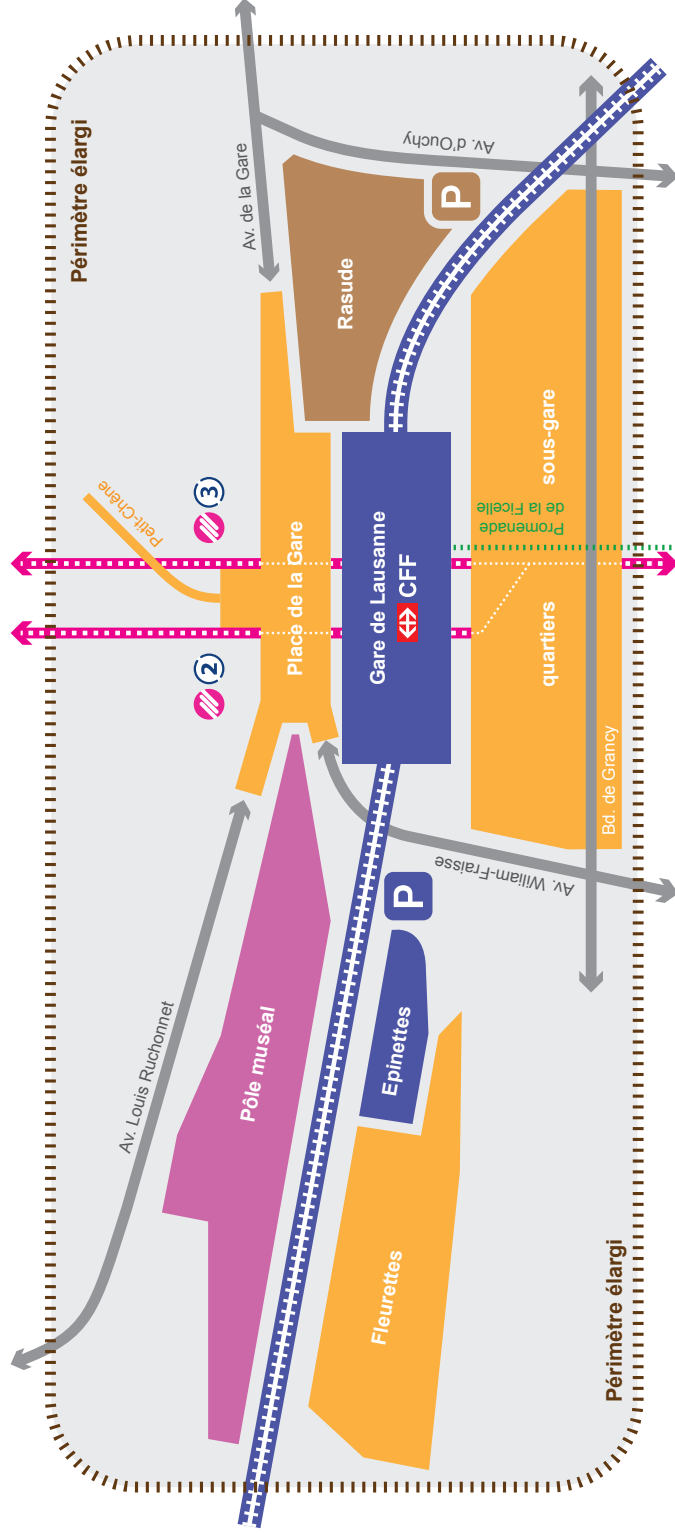 Périmètre élargi
Av. Louis Ruchonnet
Petit-Chêne
Av. de la Gare
2
3
Pôle muséal
Place de la Gare
Rasude
Av. d'Ouchy
P
Gare de Lausanne
CFF
P
Epinettes
Fleurettes
Av. William-Fraisse
Promenade
de la Ficelle
quartiers sous-gare
Bd. de Grancy
Périmètre élargi